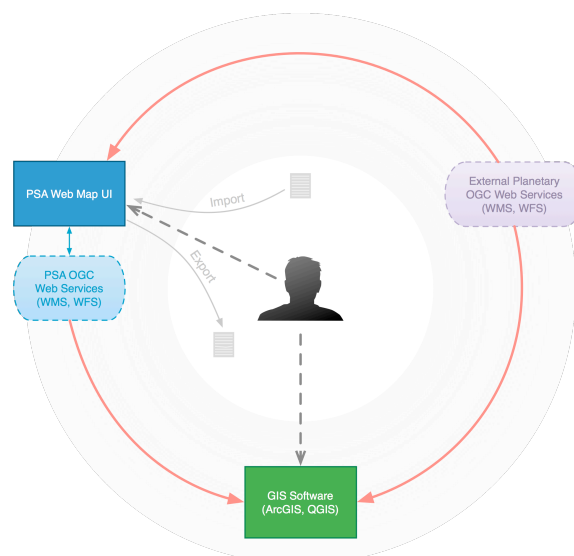 PSA Web Map UI
Import
External Planetary
OGC Web Services
(WMS, WFS)
Export
PSA OGC
Web Services
(WMS, WFS)
GIS Software
(ArcGIS, QGIS)